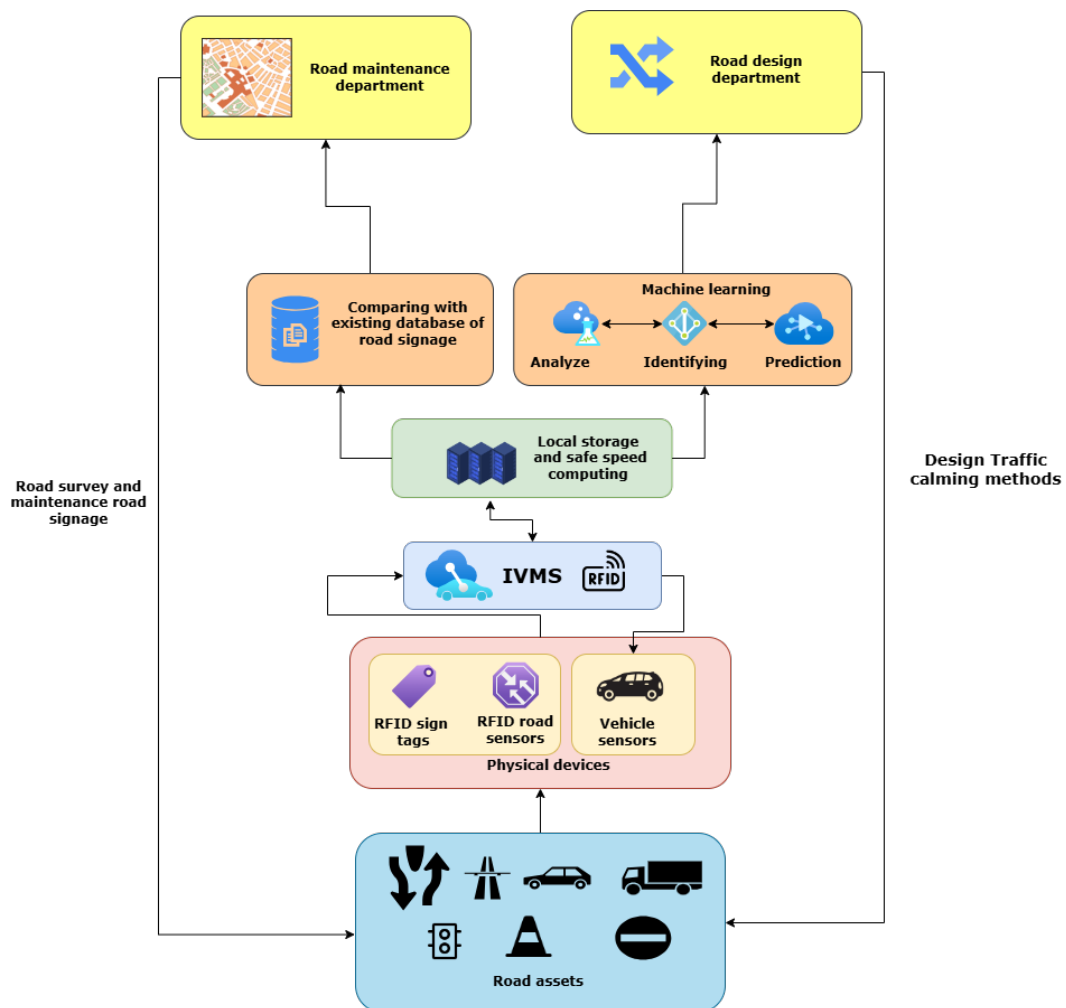 Road maintenance
department
Road design
department
Comparing with
existing database of
road signage
Machine learning
Analyze
Identifying
Prediction
Local storage
and safe speed
computing
Road survey and
maintenance road
signage
Design Traffic
calming methods
IVMS
RFID
RFID sign
tags
RFID road
sensors
Vehicle
sensors
Physical devices
Road assets